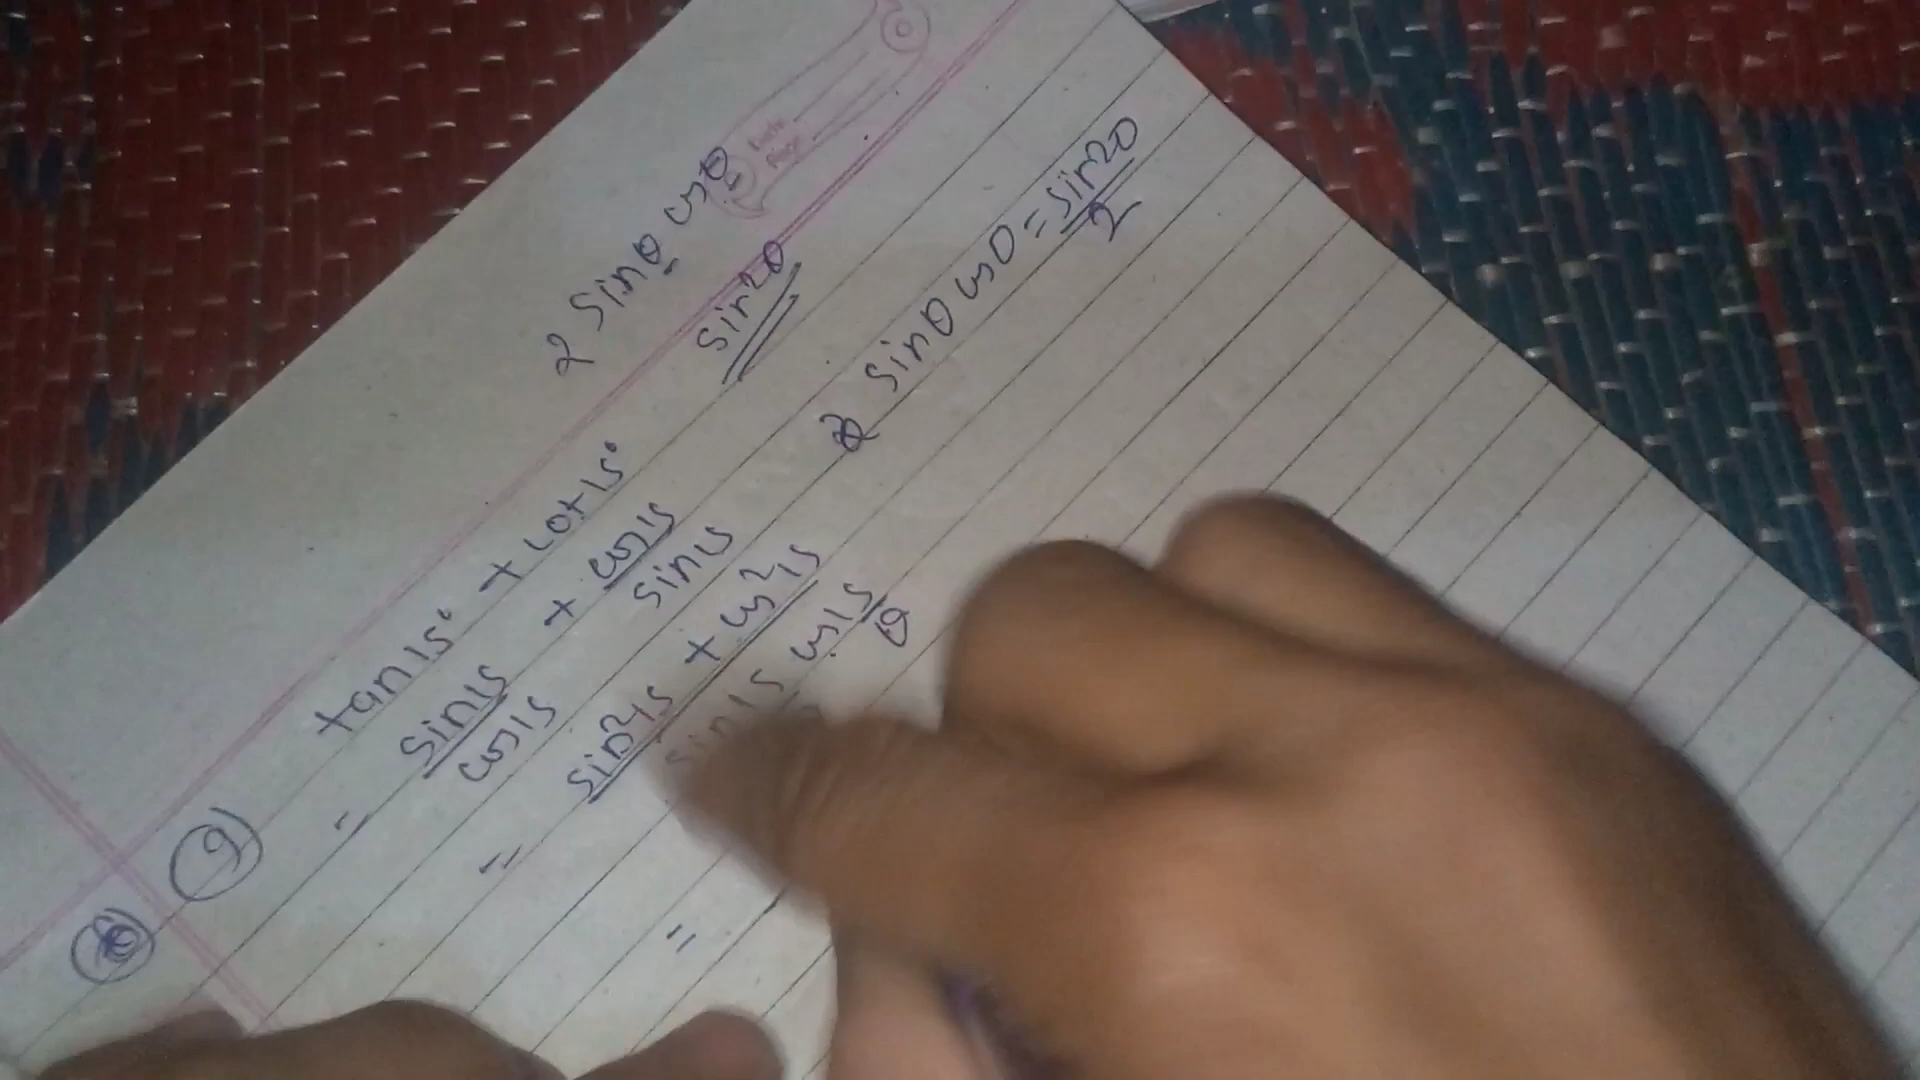 2 sinθ cosθ
sin2θ
9) tan15° + cot15°
= sin15/cos15 + cos15/sin15
sinθ cosθ = sin2θ/2
= sin²15 + cos²15 / sin15 cos15
θ
=